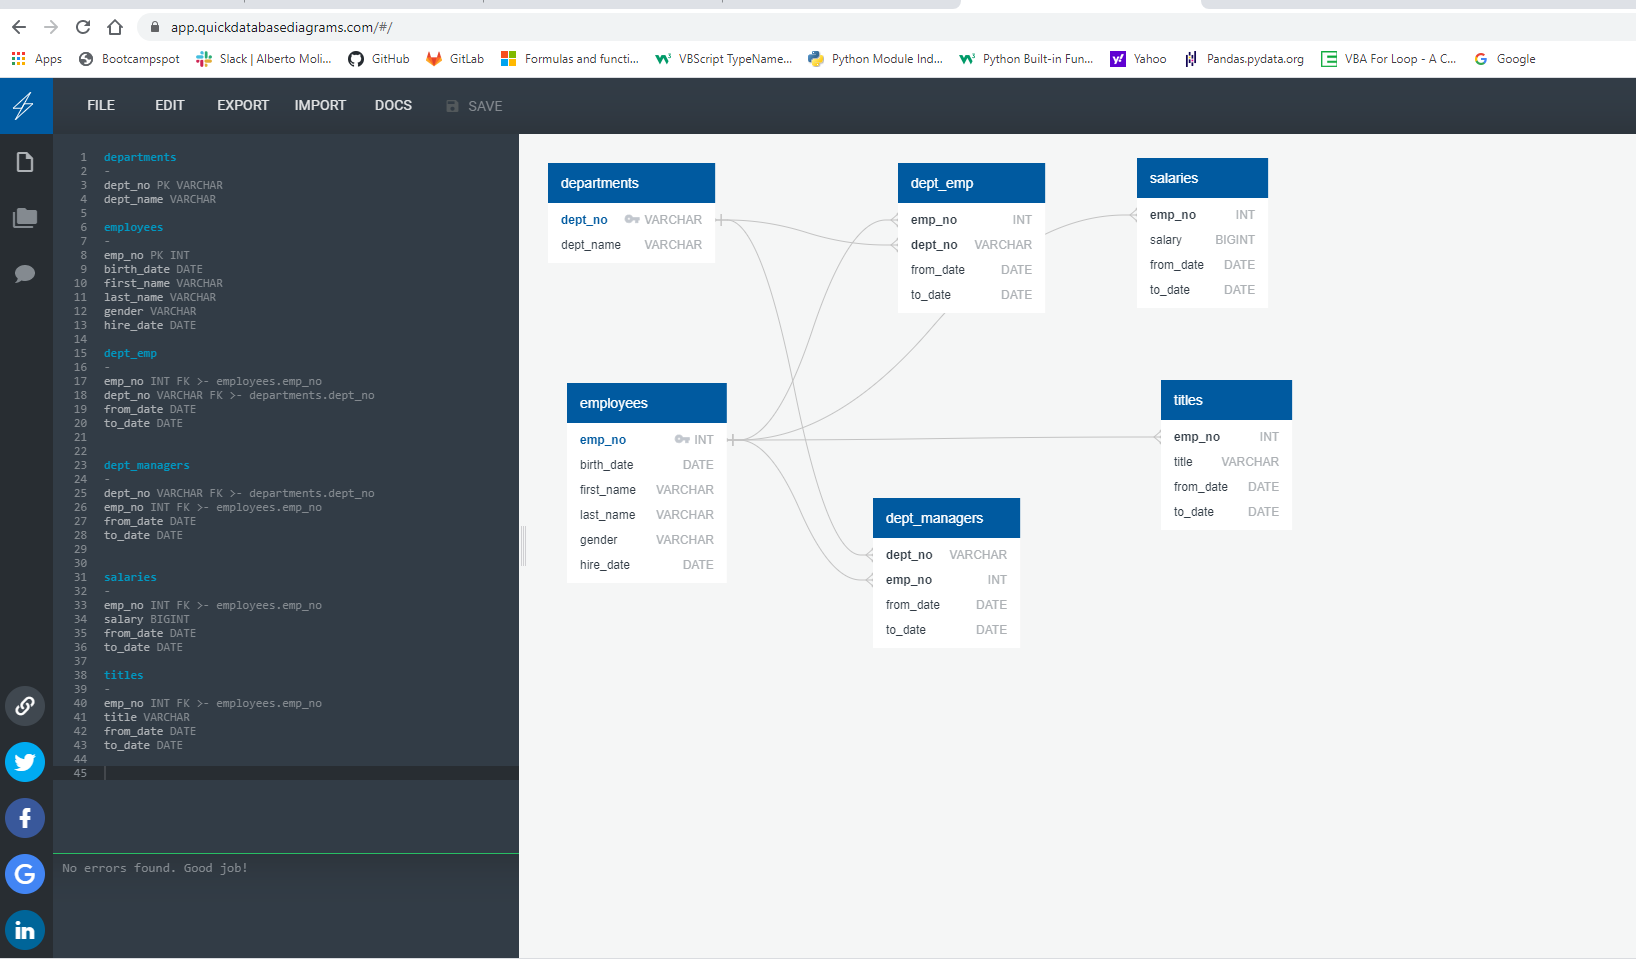 app.quickdatabasediagrams.com/#/
Apps Bootcampspot Slack | Alberto Moli... GitHub GitLab Formulas and functi... VBScript TypeName... Python Module Ind... Python Built-in Fun... Yahoo Pandas.pydata.org VBA For Loop - A C... Google
FILE EDIT EXPORT IMPORT DOCS SAVE
1 departments
2 -
3 dept_no PK VARCHAR
4 dept_name VARCHAR
5
6 employees
7 -
8 emp_no PK INT
9 birth_date DATE
10 first_name VARCHAR
11 last_name VARCHAR
12 gender VARCHAR
13 hire_date DATE
14
15 dept_emp
16 -
17 emp_no INT FK >- employees.emp_no
18 dept_no VARCHAR FK >- departments.dept_no
19 from_date DATE
20 to_date DATE
21
22
23 dept_managers
24 -
25 dept_no VARCHAR FK >- departments.dept_no
26 emp_no INT FK >- employees.emp_no
27 from_date DATE
28 to_date DATE
29
30
31 salaries
32 -
33 emp_no INT FK >- employees.emp_no
34 salary BIGINT
35 from_date DATE
36 to_date DATE
37
38 titles
39 -
40 emp_no INT FK >- employees.emp_no
41 title VARCHAR
42 from_date DATE
43 to_date DATE
44
45
No errors found. Good job!
departments
dept_no VARCHAR
dept_name VARCHAR
dept_emp
emp_no INT
dept_no VARCHAR
from_date DATE
to_date DATE
salaries
emp_no INT
salary BIGINT
from_date DATE
to_date DATE
employees
emp_no INT
birth_date DATE
first_name VARCHAR
last_name VARCHAR
gender VARCHAR
hire_date DATE
titles
emp_no INT
title VARCHAR
from_date DATE
to_date DATE
dept_managers
dept_no VARCHAR
emp_no INT
from_date DATE
to_date DATE